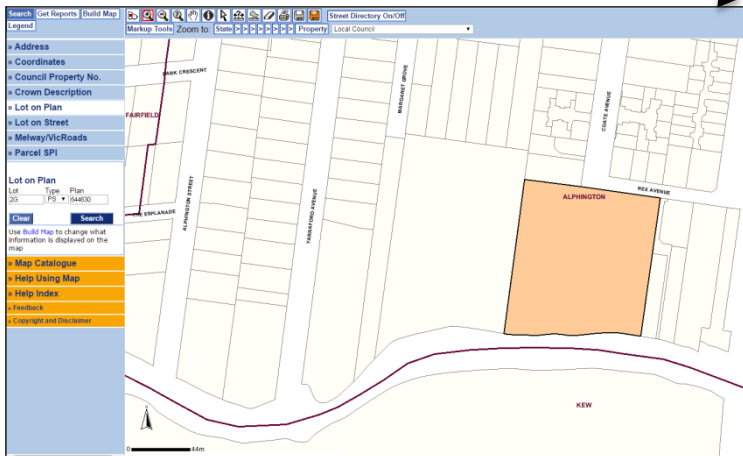 Search Get Reports Build Map
Legend
Street Directory On/Off
Markup Tools Zoom to: State > > > > > > > > Property Local Council
» Address
» Coordinates
» Council Property No.
» Crown Description
» Lot on Plan
» Lot on Street
» Melway/VicRoads
» Parcel SPI
Lot on Plan
Lot Type Plan
2G PS 644630
Clear Search
Use Build Map to change what
information is displayed on the
map
» Map Catalogue
» Help Using Map
» Help Index
» Feedback
» Copyright and Disclaimer
PARK CRESCENT
FAIRFIELD
THE ESPLANADE
ALPHINGTON STREET
YARRAFORD AVENUE
MARGARET GROVE
COATE AVENUE
REX AVENUE
ALPHINGTON
KEW
0 44m